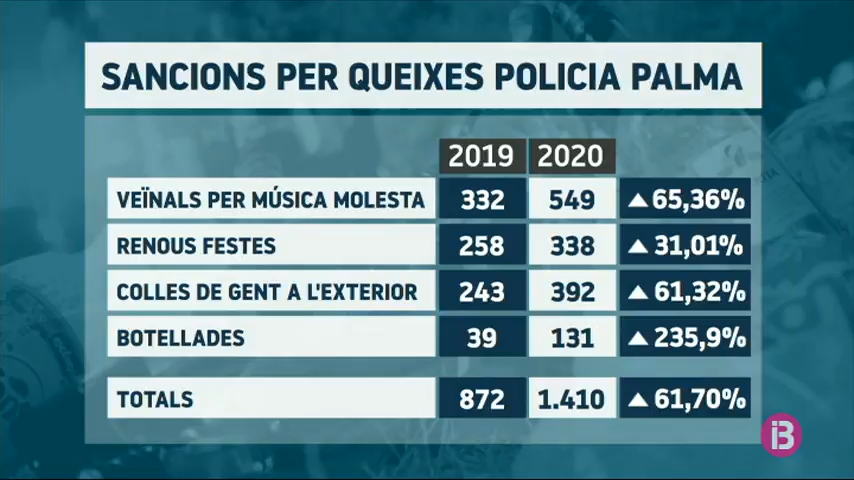 SANCIONS PER QUEIXES POLICIA PALMA
2019 2020
VEÏNALS PER MÚSICA MOLESTA 332 549 ▲65,36%
RENOUS FESTES 258 338 ▲31,01%
COLLES DE GENT A L'EXTERIOR 243 392 ▲61,32%
BOTELLADES 39 131 ▲235,9%
TOTALS 872 1.410 ▲61,70%
iB